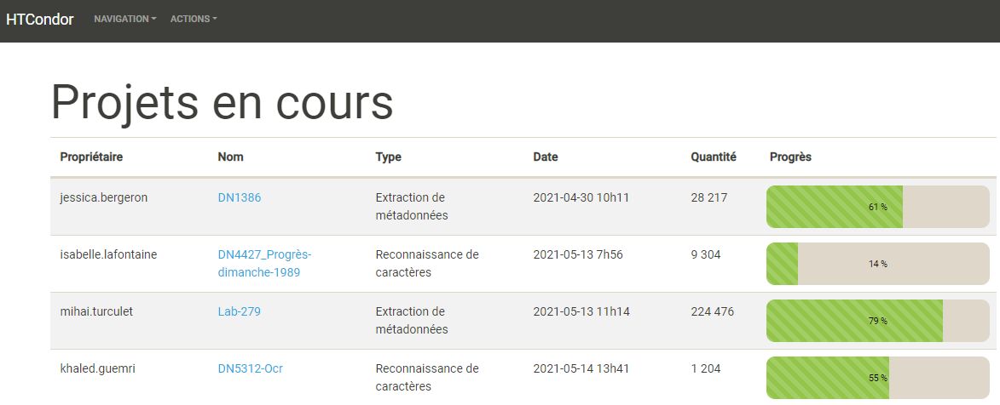 HTCondor NAVIGATION ACTIONS
Projets en cours
Propriétaire Nom Type Date Quantité Progrès
jessica.bergeron DN1386 Extraction de 2021-04-30 10h11 28 217 61 %
métadonnées
isabelle.lafontaine DN4427_Progrès- Reconnaissance de 2021-05-13 7h56 9 304 14 %
dimanche-1989 caractères
mihai.turculet Lab-279 Extraction de 2021-05-13 11h14 224 476 79 %
métadonnées
khaled.guemri DN5312-Ocr Reconnaissance de 2021-05-14 13h41 1 204 55 %
caractères